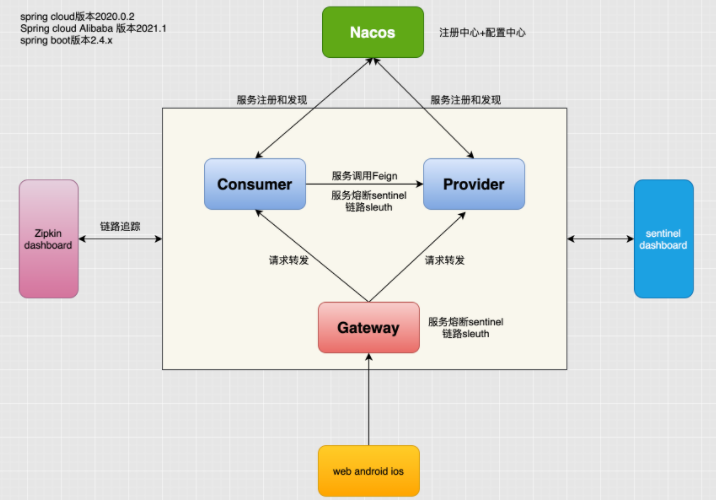 spring cloud版本2020.0.2
Spring cloud Alibaba 版本2021.1
spring boot版本2.4.x
Nacos
注册中心+配置中心
服务注册和发现
服务注册和发现
Consumer
服务调用Feign
服务熔断sentinel
链路sleuth
Provider
Zipkin
dashboard
链路追踪
sentinel
dashboard
请求转发
请求转发
Gateway
服务熔断sentinel
链路sleuth
web android ios